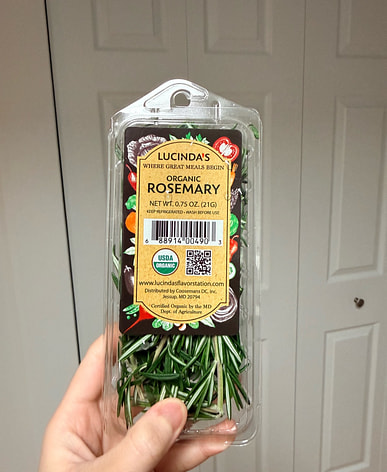 LUCINDA'S
WHERE GREAT MEALS BEGIN
ORGANIC
ROSEMARY
NET WT. 0.75 OZ. (21G)
KEEP REFRIGERATED • WASH BEFORE USE
6 88914 00490 3
USDA
ORGANIC
www.lucindasflavorstation.com
Distributed by Coosemans DC, Inc.
Jessup, MD 20794
Certified Organic by the MD
Dept. of Agriculture